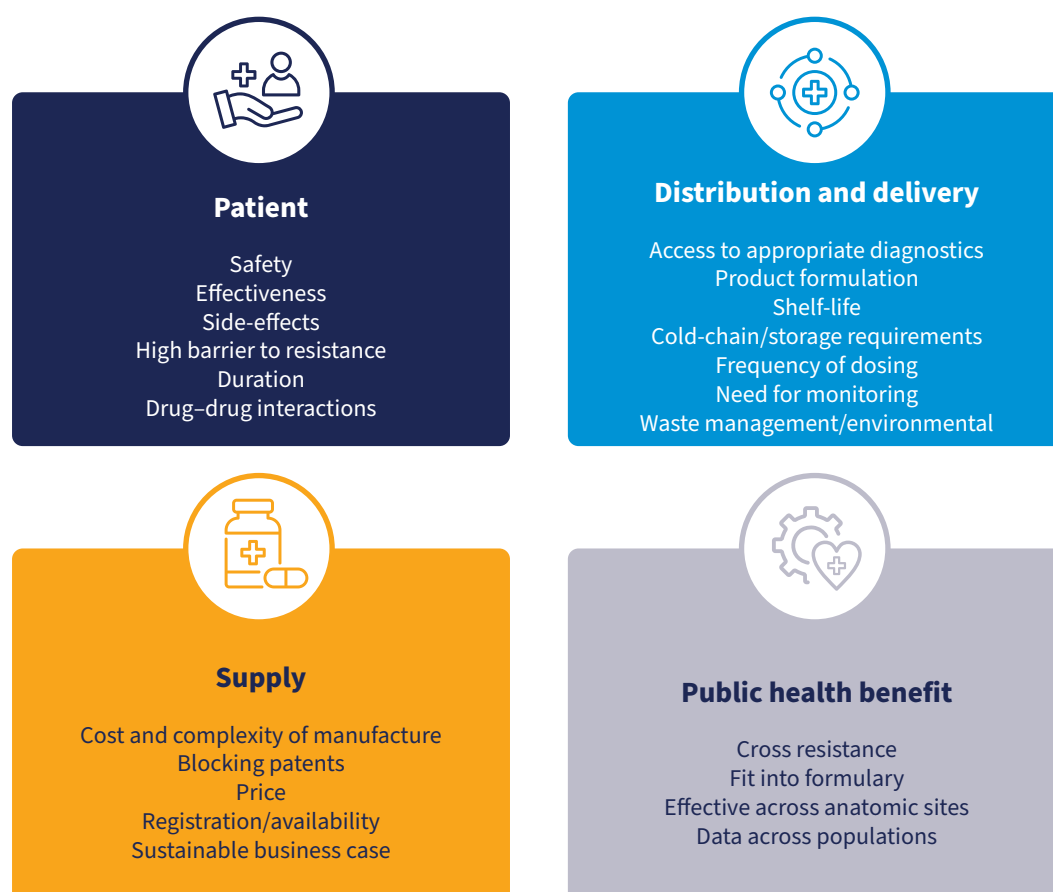 Patient
Safety
Effectiveness
Side-effects
High barrier to resistance
Duration
Drug–drug interactions
Distribution and delivery
Access to appropriate diagnostics
Product formulation
Shelf-life
Cold-chain/storage requirements
Frequency of dosing
Need for monitoring
Waste management/environmental
Supply
Cost and complexity of manufacture
Blocking patents
Price
Registration/availability
Sustainable business case
Public health benefit
Cross resistance
Fit into formulary
Effective across anatomic sites
Data across populations